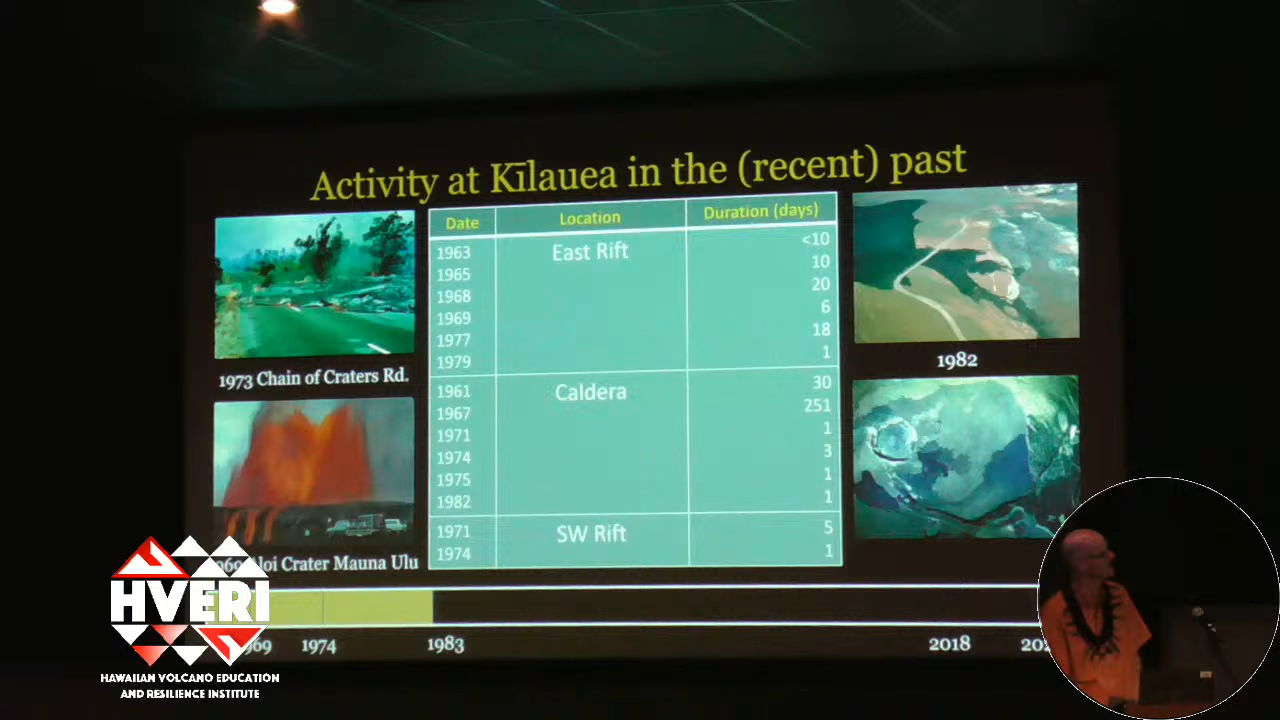 Activity at Kīlauea in the (recent) past
Date Location Duration (days)
1963 East Rift <10
1965 10
1968 20
1969 6
1977 18
1979 1
1961 Caldera 30
1967 251
1971 1
1974 3
1975 1
1982 1
1971 SW Rift 5
1974 1
1973 Chain of Craters Rd.
Crater Mauna Ulu
1982
1974 1983 2018
HVERI
HAWAIIAN VOLCANO EDUCATION
AND RESILIENCE INSTITUTE